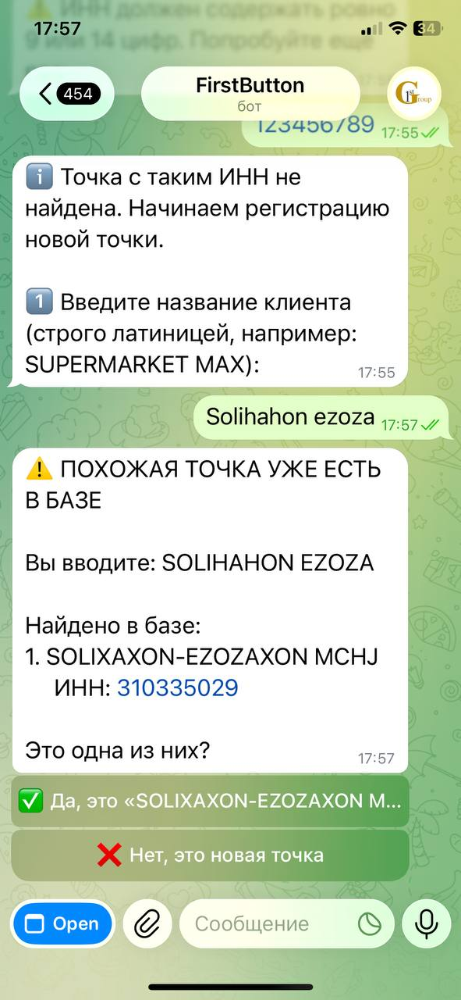 ИНН должен содержать ровно
9 или 14 цифр. Попробуйте ещё
17:57
34
454
FirstButton
бот
1st Group
123456789 17:55
Точка с таким ИНН не
найдена. Начинаем регистрацию
новой точки.
1 Введите название клиента
(строго латиницей, например:
SUPERMARKET MAX):
17:55
Solihahon ezoza 17:57
ПОХОЖАЯ ТОЧКА УЖЕ ЕСТЬ
В БАЗЕ
Вы вводите: SOLIHAHON EZOZA
Найдено в базе:
1. SOLIXAXON-EZOZAXON MCHJ
ИНН: 310335029
Это одна из них?
17:57
Да, это «SOLIXAXON-EZOZAXON M...
Нет, это новая точка
Open
Сообщение